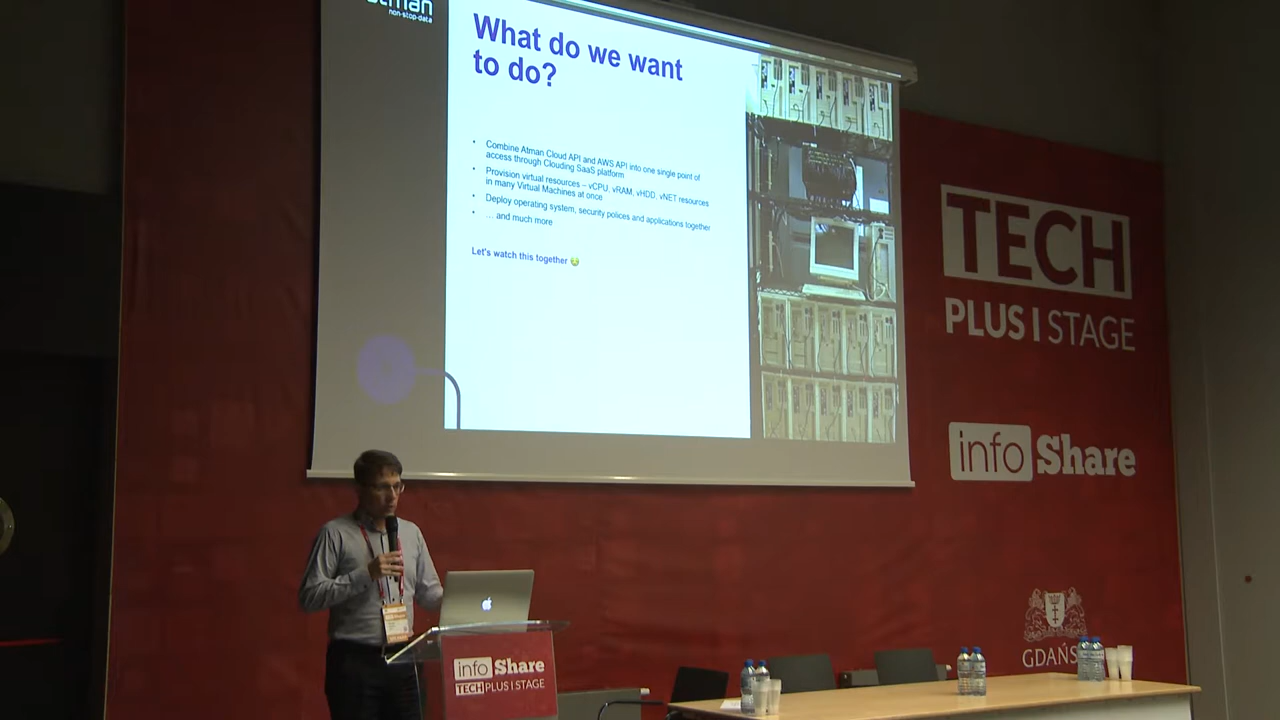 non-stop-data
What do we want
to do?
• Combine Atman Cloud API and AWS API into one single point of
access through Clouding SaaS platform
• Provision virtual resources – vCPU, vRAM, vHDD, vNET resources
in many Virtual Machines at once
• Deploy operating system, security polices and applications together
• … and much more
Let's watch this together
TECH
PLUS I STAGE
info Share
GDAŃS
info Share
TECH PLUS I STAGE